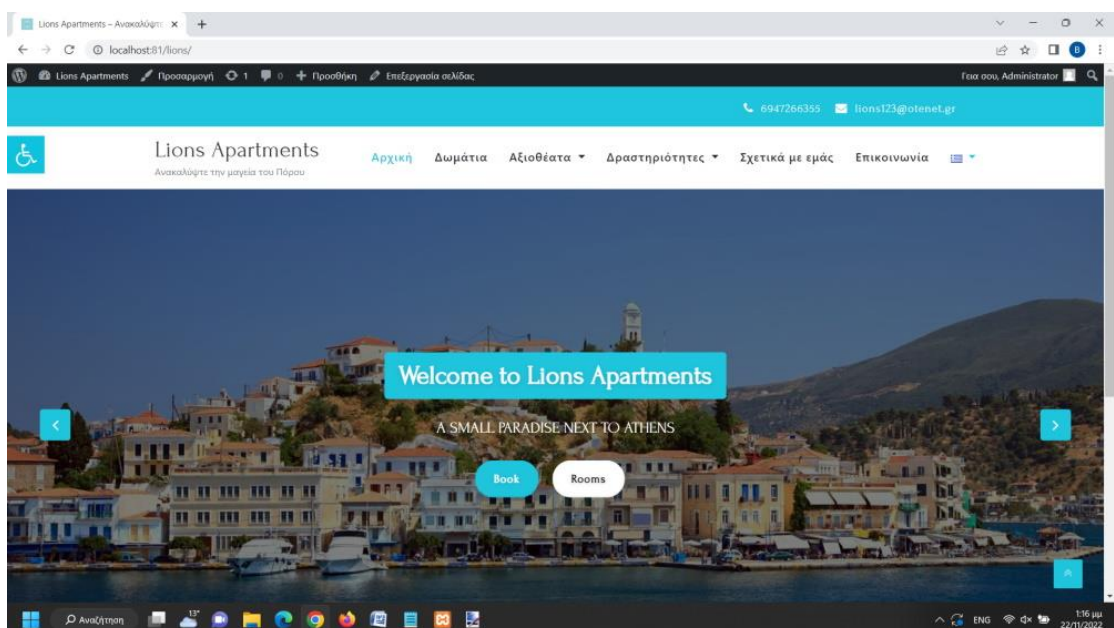 Lions Apartments – Ανακαλύψτε
localhost:81/lions/
B
Lions Apartments Προσαρμογή 1 0 Προσθήκη Επεξεργασία σελίδας Γεια σου, Administrator
6947266355 lions123@otenet.gr
Lions Apartments
Ανακαλύψτε την μαγεία του Πόρου
Αρχική Δωμάτια Αξιοθέατα Δραστηριότητες Σχετικά με εμάς Επικοινωνία
Welcome to Lions Apartments
A SMALL PARADISE NEXT TO ATHENS
Book Rooms
Αναζήτηση 13° ENG 1:16 μμ
22/11/2022